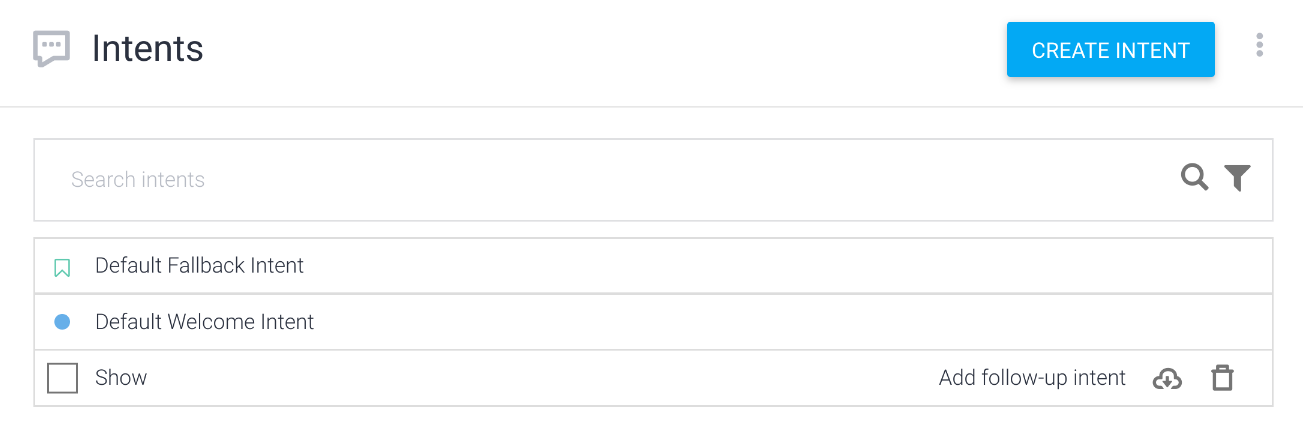 Intents
CREATE INTENT
Search intents
Default Fallback Intent
Default Welcome Intent
Show
Add follow-up intent